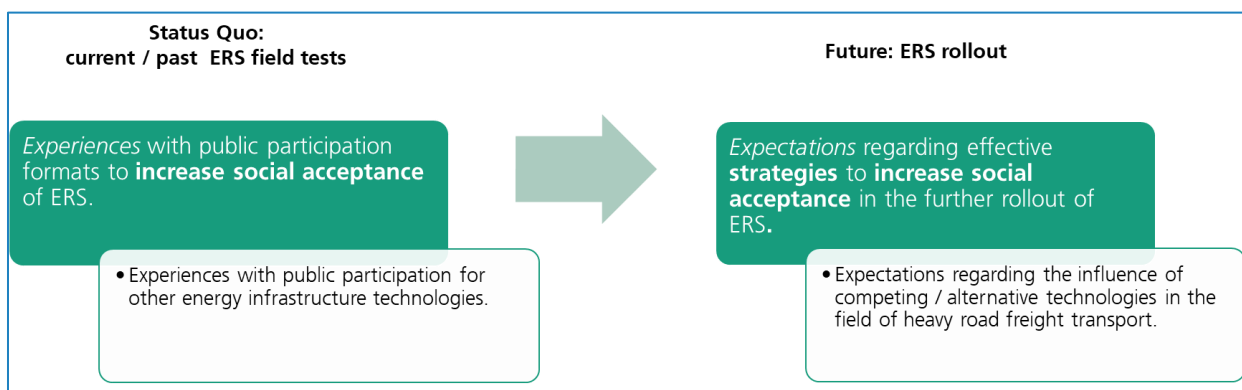 Status Quo:
current / past ERS field tests
Experiences with public participation
formats to increase social acceptance
of ERS.
• Experiences with public participation for
other energy infrastructure technologies.
Future: ERS rollout
Expectations regarding effective
strategies to increase social
acceptance in the further rollout of
ERS.
• Expectations regarding the influence of
competing / alternative technologies in the
field of heavy road freight transport.